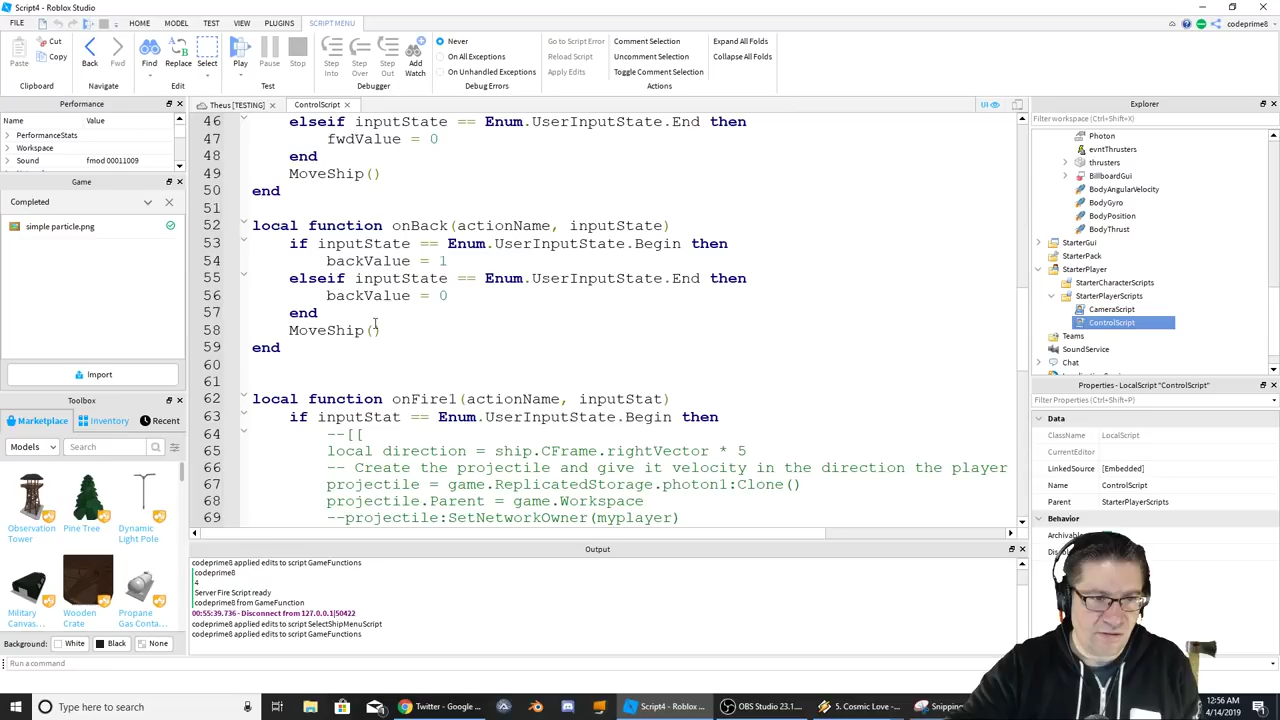 Script4 - Roblox Studio
FILE HOME MODEL TEST VIEW PLUGINS SCRIPT MENU codeprime8
Paste Cut Copy Back Fwd Find Replace Select Play Pause Stop Step Into Step Over Step Out Add Watch
Never
On All Exceptions
On Unhandled Exceptions
Go to Script Error
Reload Script
Apply Edits
Comment Selection
Uncomment Selection
Toggle Comment Selection
Expand All Folds
Collapse All Folds
Clipboard Navigate Edit Test Debugger Debug Errors Actions
Performance
Name Value
PerformanceStats
Workspace
Sound fmod 00011009
Game
Completed
simple particle.png
Import
Toolbox
Marketplace Inventory Recent
Models Search
Observation Tower
Pine Tree
Dynamic Light Pole
Military Canvas...
Wooden Crate
Propane Gas Conta...
Background: White Black None
Theus [TESTING] ControlScript UI
46 elseif inputState == Enum.UserInputState.End then
47 fwdValue = 0
48 end
49 MoveShip()
50 end
51
52 local function onBack(actionName, inputState)
53 if inputState == Enum.UserInputState.Begin then
54 backValue = 1
55 elseif inputState == Enum.UserInputState.End then
56 backValue = 0
57 end
58 MoveShip()
59 end
60
61
62 local function onFire1(actionName, inputStat)
63 if inputStat == Enum.UserInputState.Begin then
64 --[[
65 local direction = ship.CFrame.rightVector * 5
66 -- Create the projectile and give it velocity in the direction the player
67 projectile = game.ReplicatedStorage.photon1:Clone()
68 projectile.Parent = game.Workspace
69 --projectile:SetNetworkOwner(myplayer)
Output
codeprime8 applied edits to script GameFunctions
codeprime8
4
Server Fire Script ready
codeprime8 from GameFunction
00:55:39.736 - Disconnect from 127.0.0.1|50422
codeprime8 applied edits to script SelectShipMenuScript
codeprime8 applied edits to script GameFunctions
Run a command
Explorer
Filter workspace (Ctrl+Shift+X)
Photon
evntThrusters
thrusters
BillboardGui
BodyAngularVelocity
BodyGyro
BodyPosition
BodyThrust
StarterGui
StarterPack
StarterPlayer
StarterCharacterScripts
StarterPlayerScripts
CameraScript
ControlScript
Teams
SoundService
Chat
Properties - LocalScript "ControlScript"
Filter Properties (Ctrl+Shift+P)
Data
ClassName LocalScript
CurrentEditor
LinkedSource [Embedded]
Name ControlScript
Parent StarterPlayerScripts
Behavior
Archivable
Type here to search
Twitter - Google ...
Script4 - Roblox ...
OBS Studio 23.1....
5. Cosmic Love -...
Snipping
12:56 AM
4/14/2019